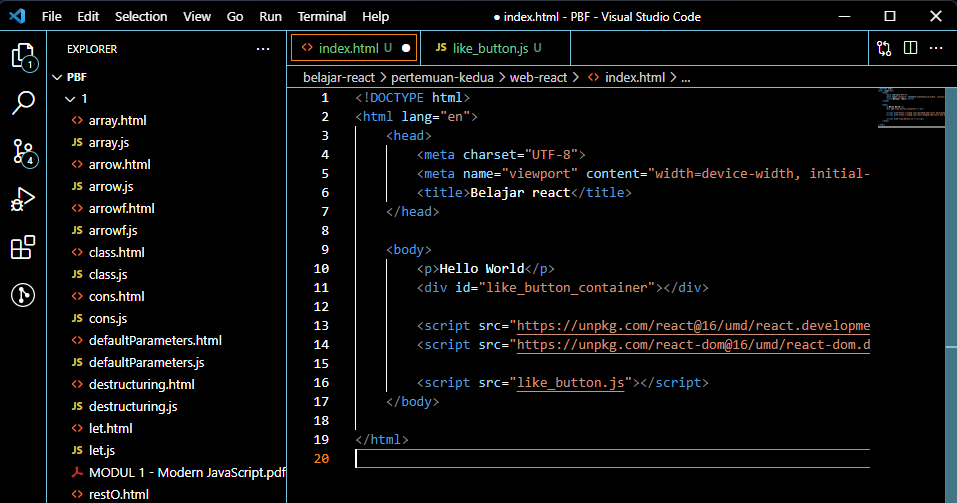 File Edit Selection View Go Run Terminal Help ● index.html - PBF - Visual Studio Code
EXPLORER ...
PBF
1
array.html
array.js
arrow.html
arrow.js
arrowf.html
arrowf.js
class.html
class.js
cons.html
cons.js
defaultParameters.html
defaultParameters.js
destructuring.html
destructuring.js
let.html
let.js
MODUL 1 - Modern JavaScript.pdf
restO.html
1
4
index.html U ● JS like_button.js U
belajar-react > pertemuan-kedua > web-react > <> index.html > ...
1 <!DOCTYPE html>
2 <html lang="en">
3 <head>
4 <meta charset="UTF-8">
5 <meta name="viewport" content="width=device-width, initial-
6 <title>Belajar react</title>
7 </head>
8
9 <body>
10 <p>Hello World</p>
11 <div id="like_button_container"></div>
12
13 <script src="https://unpkg.com/react@16/umd/react.developme
14 <script src="https://unpkg.com/react-dom@16/umd/react-dom.d
15
16 <script src="like_button.js"></script>
17 </body>
18
19 </html>
20